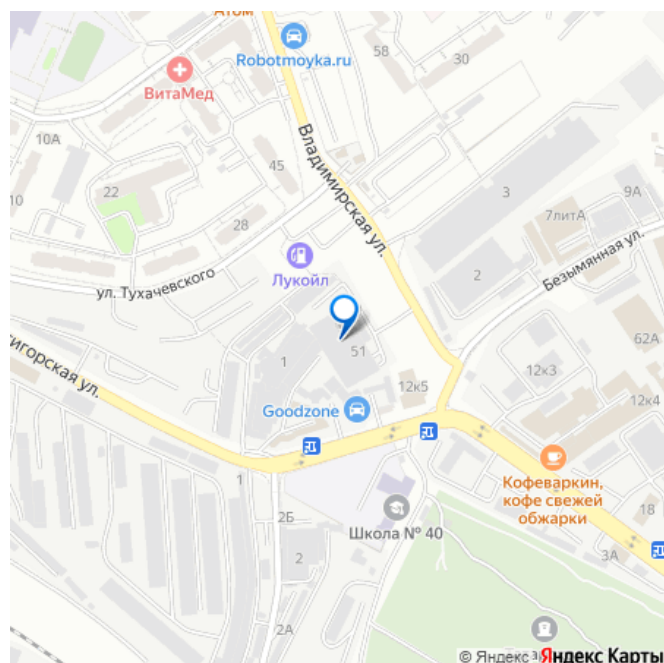 Атом
Robotmoyka.ru
58
30
ВитаМед
10А
45
22
10
28
Владимирская ул.
3
9А
7литА
Безымянная ул.
2
Лукойл
ул. Тухачевского
51
1
62А
12к3
12к5
12к4
тигорская ул.
Goodzone
Кофеваркин,
кофе свежей
обжарки
1
2Б
Школа № 40
18
3А
2
2А
© Яндекс
Яндекс Карты